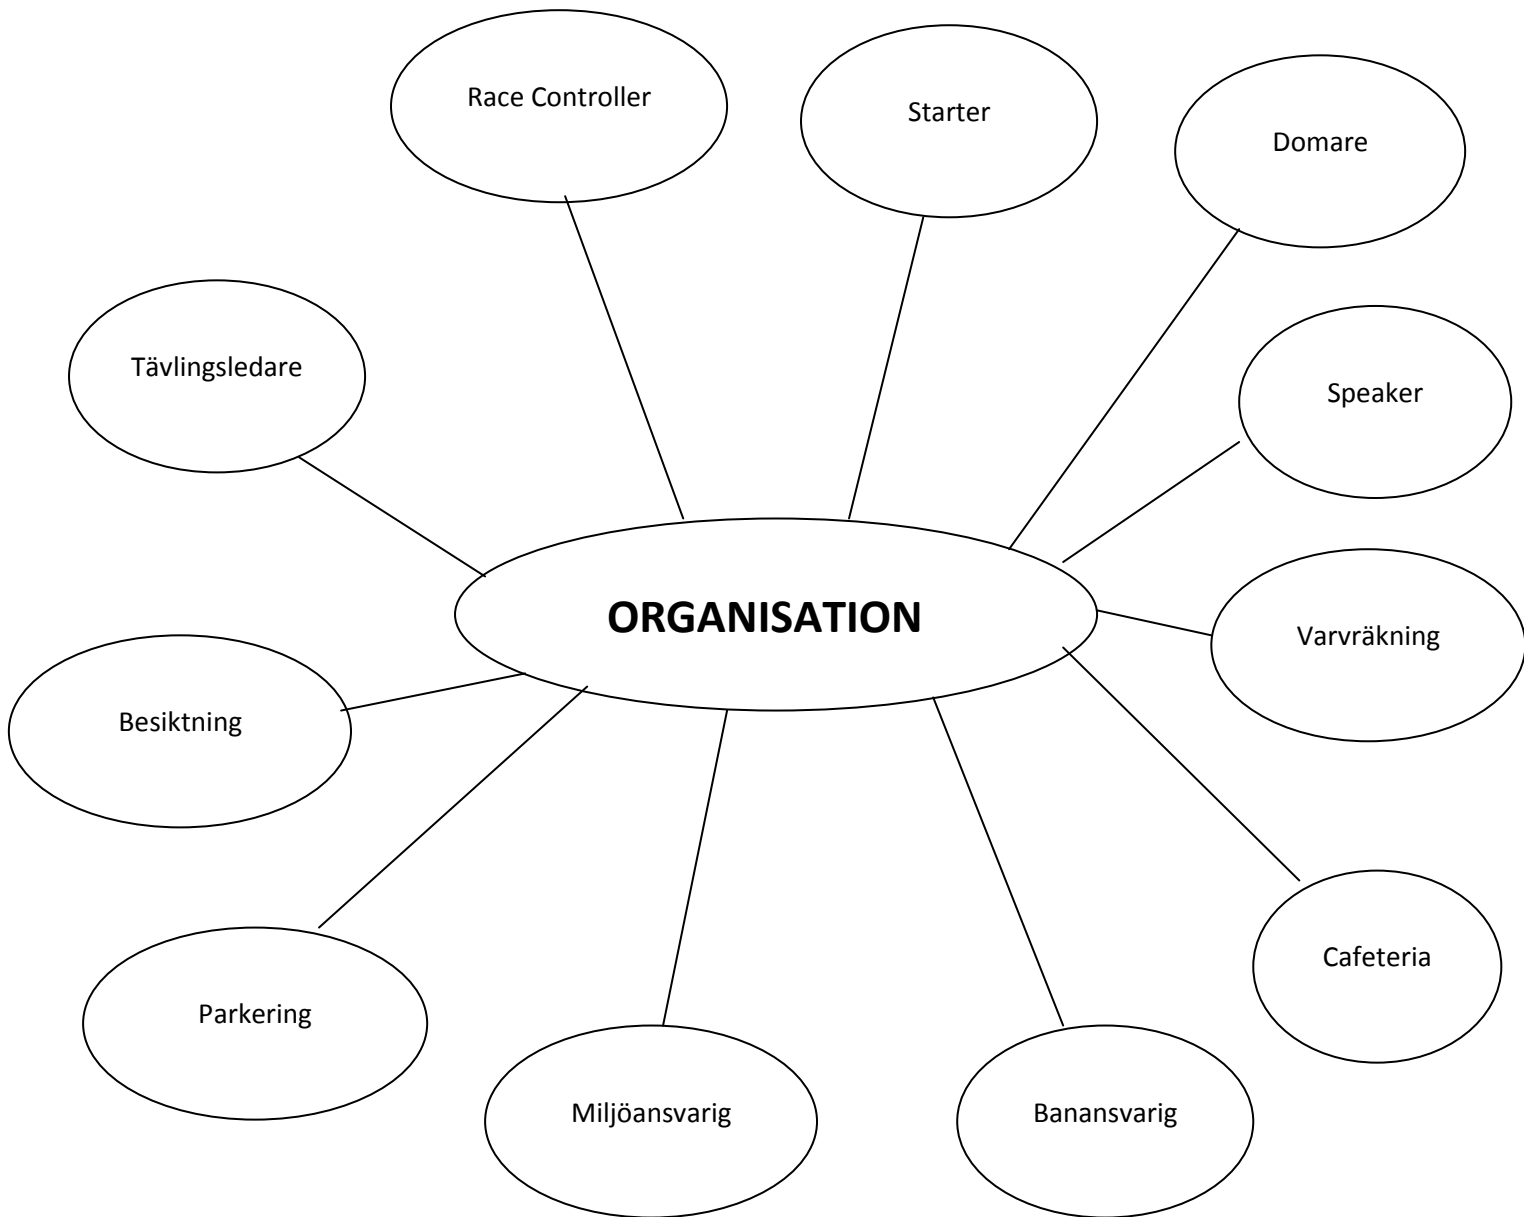 Race Controller
Starter
Domare
Tävlingsledare
Speaker
ORGANISATION
Varvräkning
Besiktning
Cafeteria
Parkering
Miljöansvarig
Banansvarig